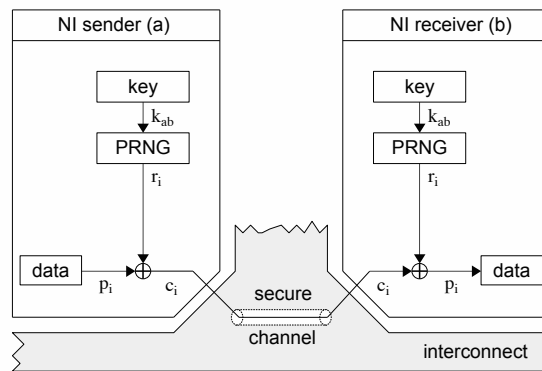 NI sender (a)
key
k_ab
PRNG
r_i
data
p_i
c_i
NI receiver (b)
key
k_ab
PRNG
r_i
c_i
p_i
data
secure
channel
interconnect